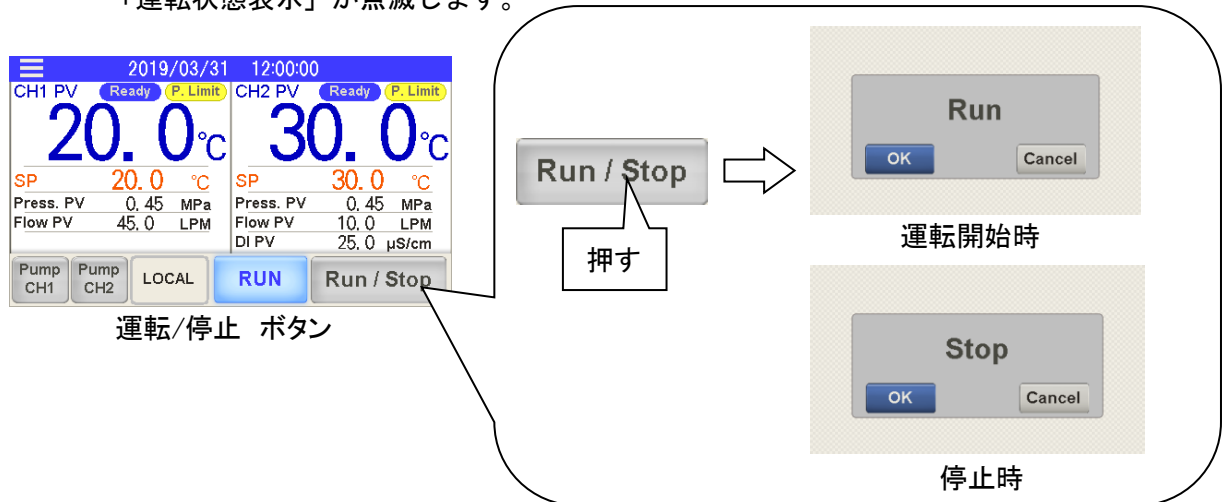 「運転状態表示」が点滅します。
2019/03/31 12:00:00
CH1 PV Ready P. Limit CH2 PV Ready P. Limit
20.0℃ 30.0℃
SP 20.0 ℃ SP 30.0 ℃
Press. PV 0.45 MPa Press. PV 0.45 MPa
Flow PV 45.0 LPM Flow PV 10.0 LPM
DI PV 25.0 µS/cm
Pump CH1 Pump CH2 LOCAL RUN Run / Stop
運転/停止 ボタン
Run / Stop
押す
Run
OK Cancel
運転開始時
Stop
OK Cancel
停止時